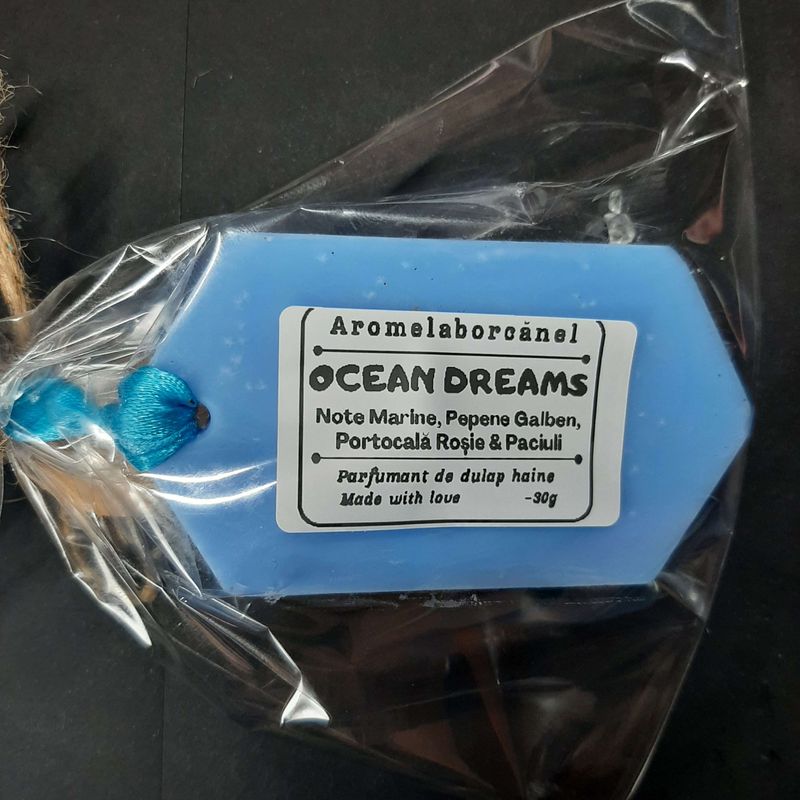 Aromelaborcănel
OCEAN DREAMS
Note Marine, Pepene Galben,
Portocală Roșie & Paciuli
Parfumant de dulap haine
Made with love -30g